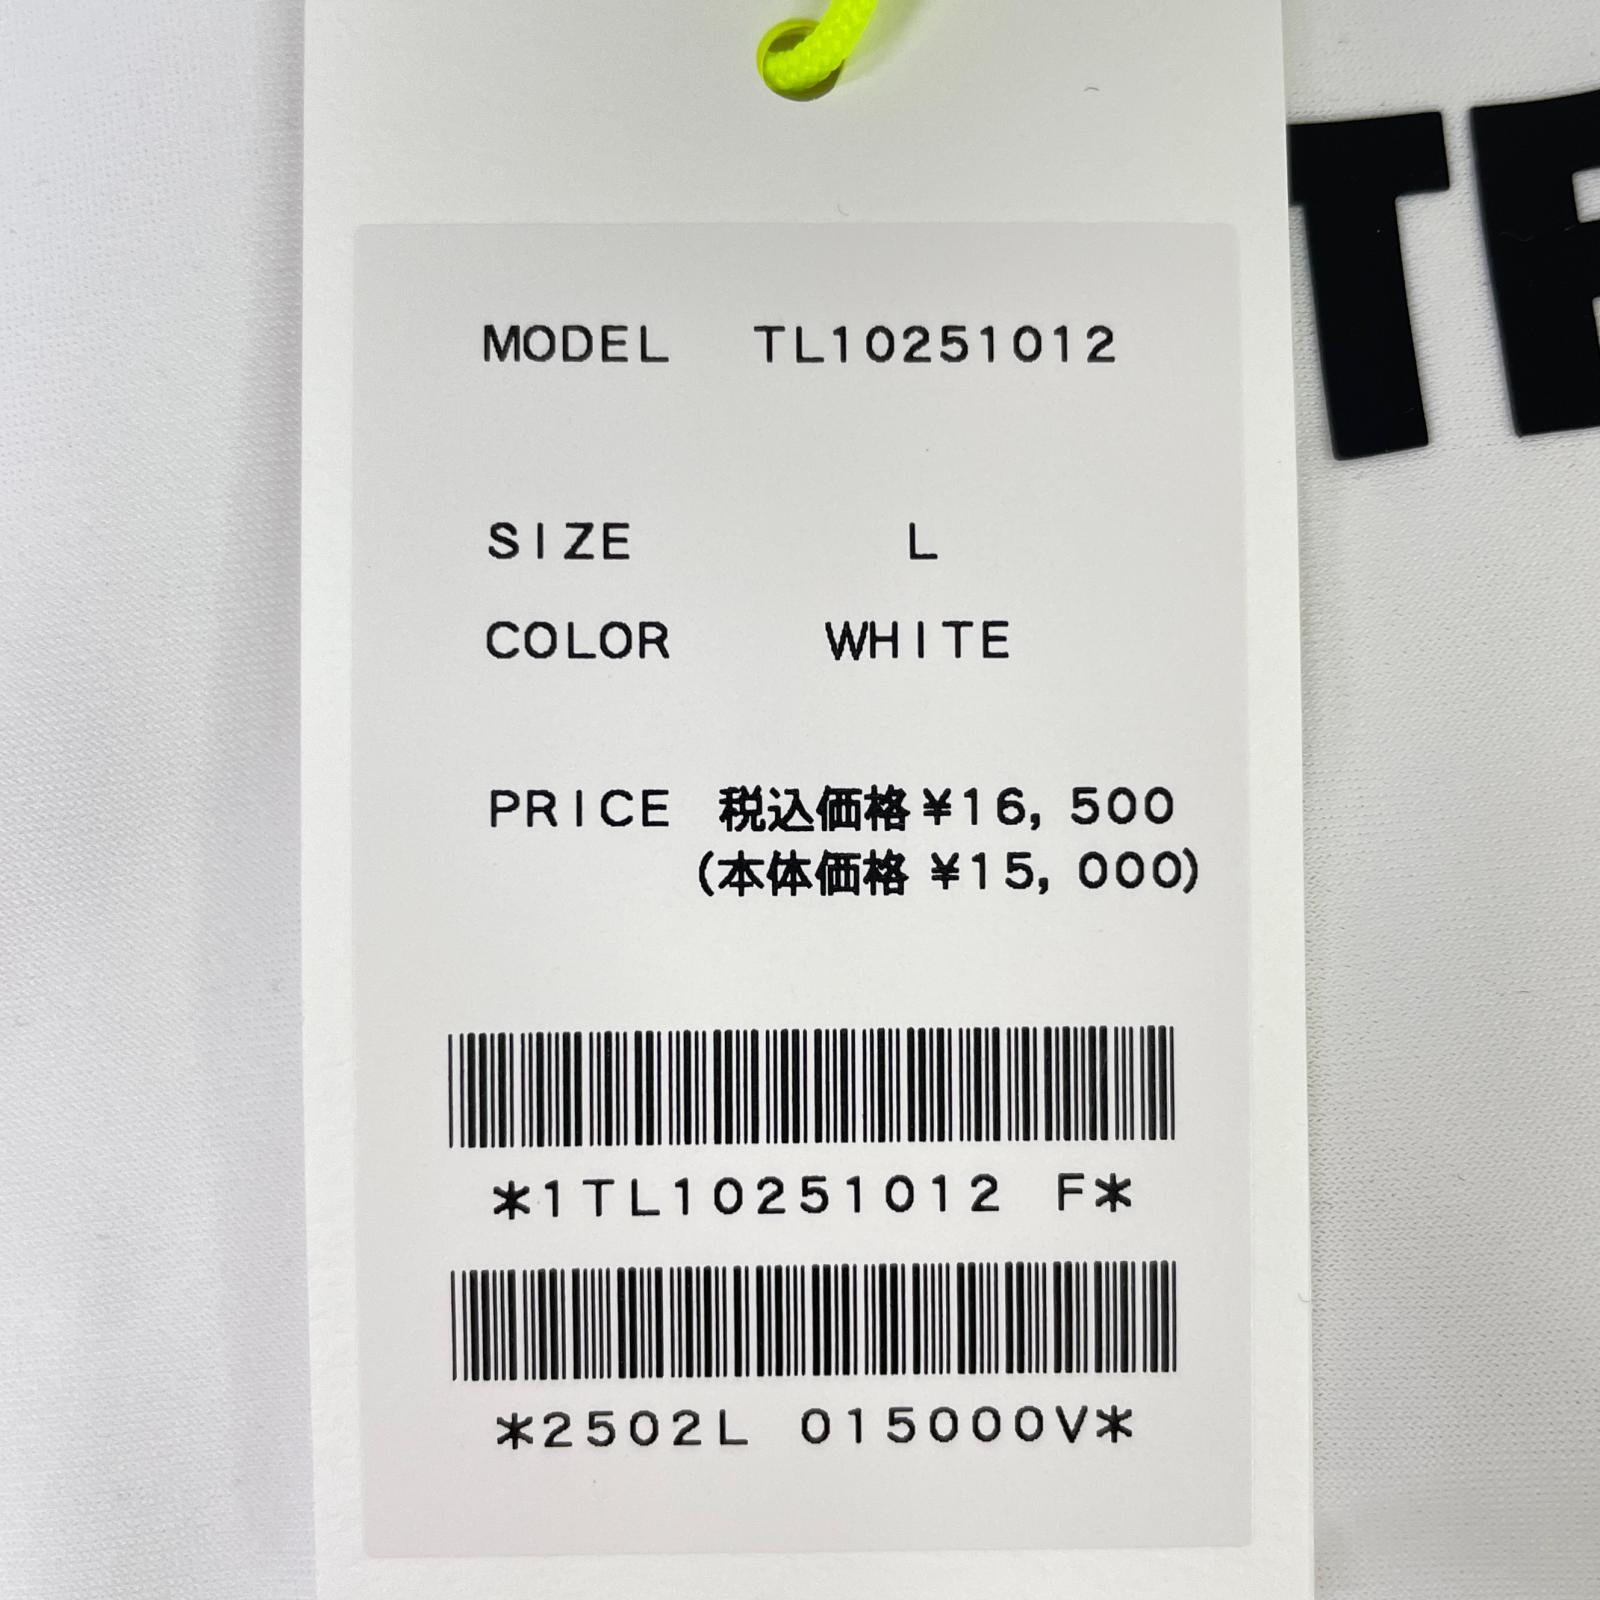 MODEL TL10251012
SIZE L
COLOR WHITE
PRICE 税込価格¥16,500
(本体価格 ¥15,000)
*1TL10251012 F*
*2502L 015000V*